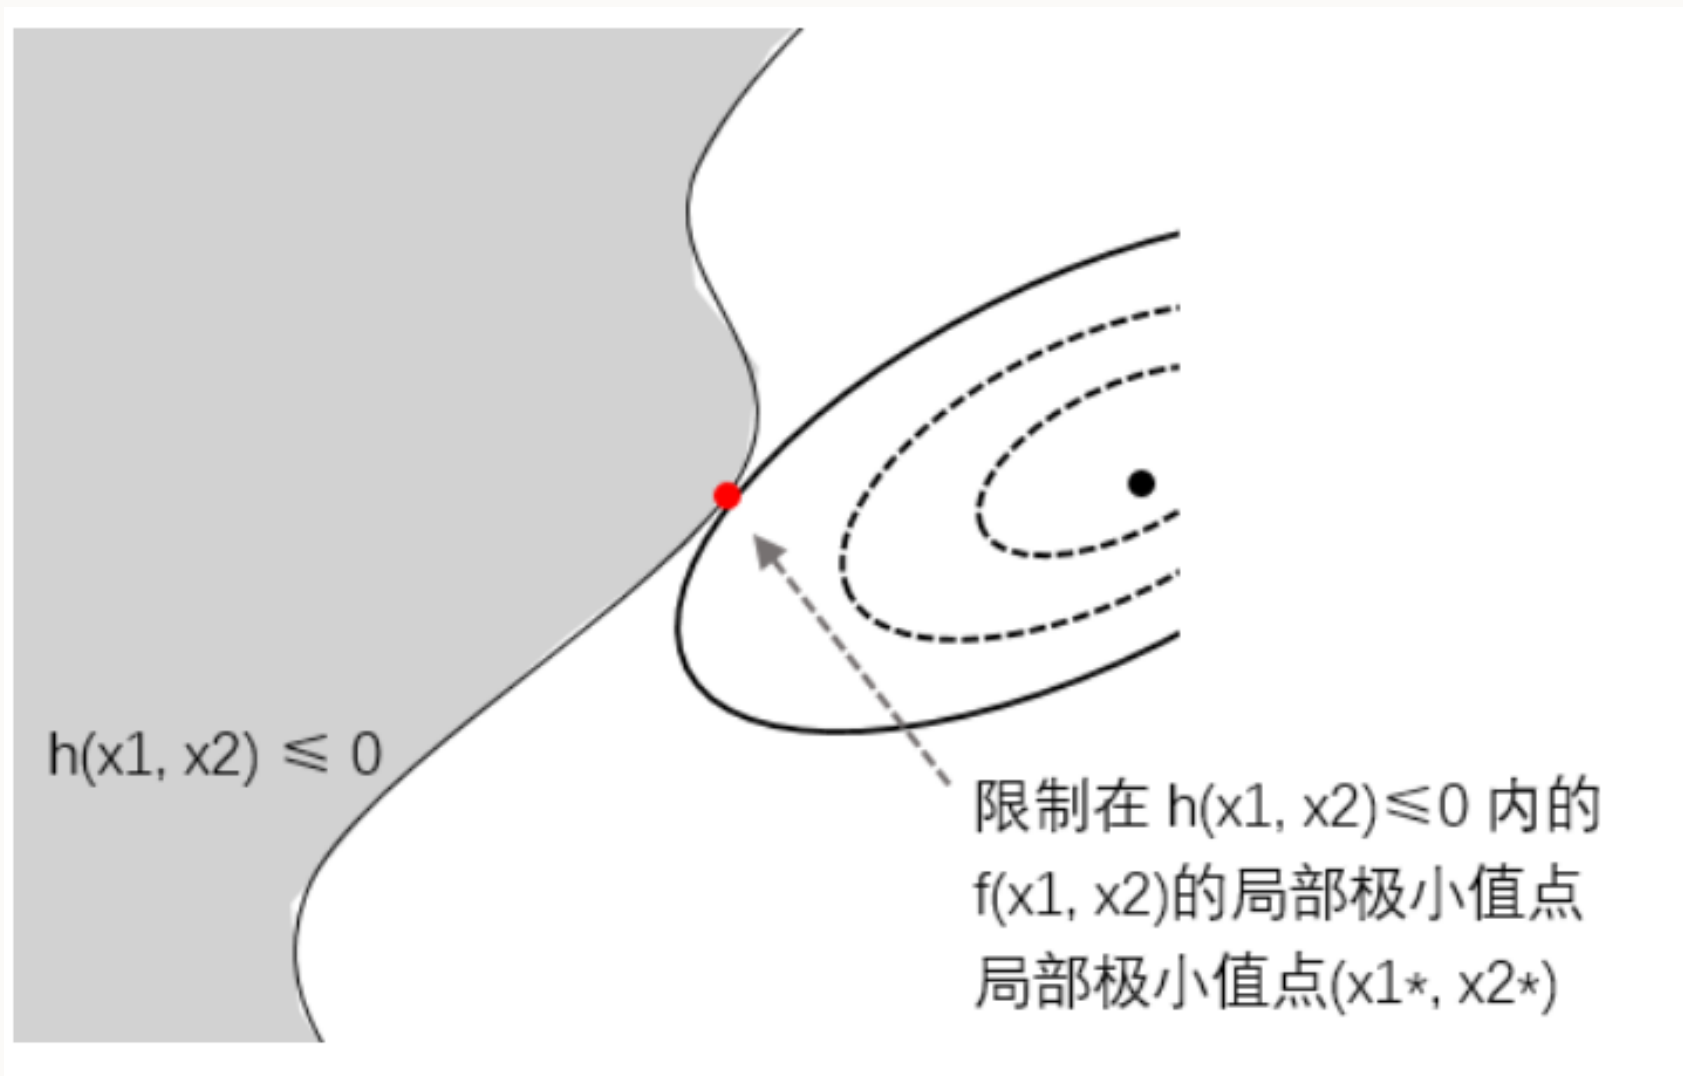 h(x1, x2) ≤ 0
限制在 h(x1, x2)≤0 内的
f(x1, x2)的局部极小值点
局部极小值点(x1*, x2*)